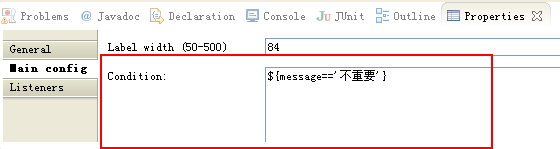 Problems @ Javadoc Declaration Console JUnit Outline Properties
General
Label width (50-500) 84
Main config
Condition: ${message=='不重要'}
Listeners